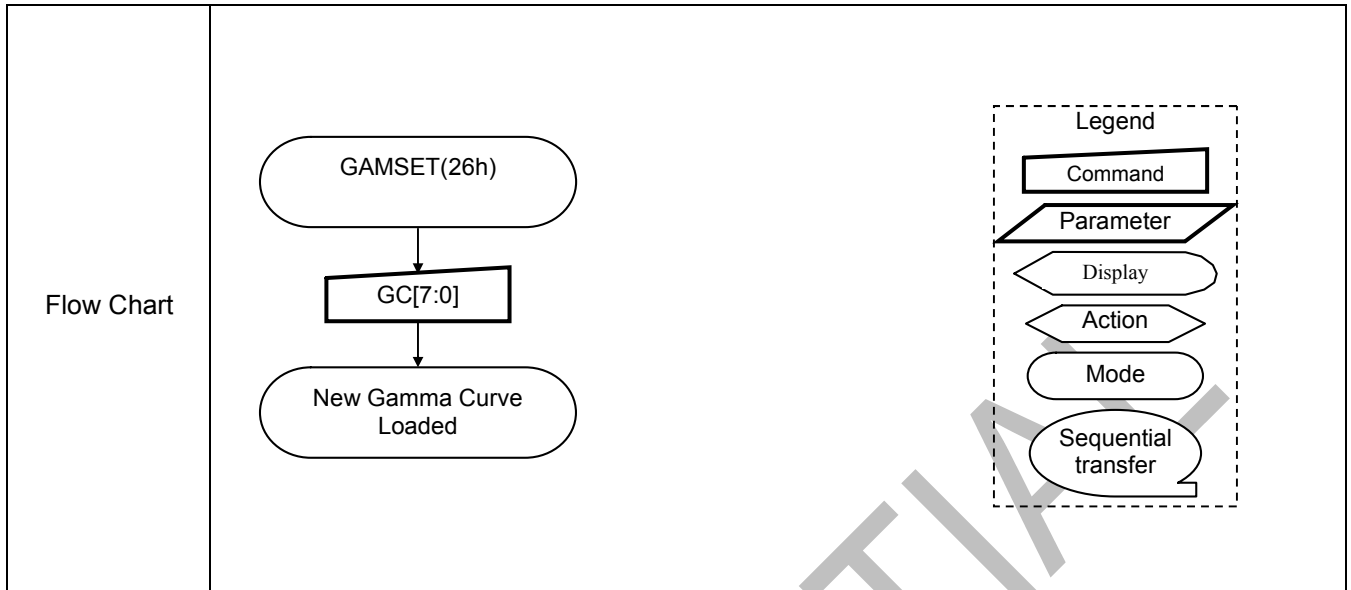 Flow Chart
GAMSET(26h)
GC[7:0]
New Gamma Curve
Loaded
Legend
Command
Parameter
Display
Action
Mode
Sequential
transfer
TIAL